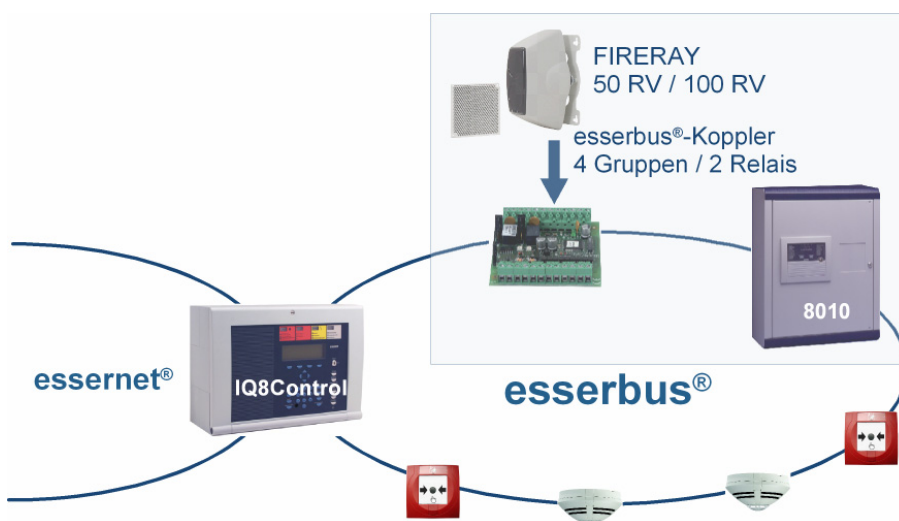 FIRERAY
50 RV / 100 RV
esserbus®-Koppler
4 Gruppen / 2 Relais
8010
essernet®
IQ8Control
esserbus®